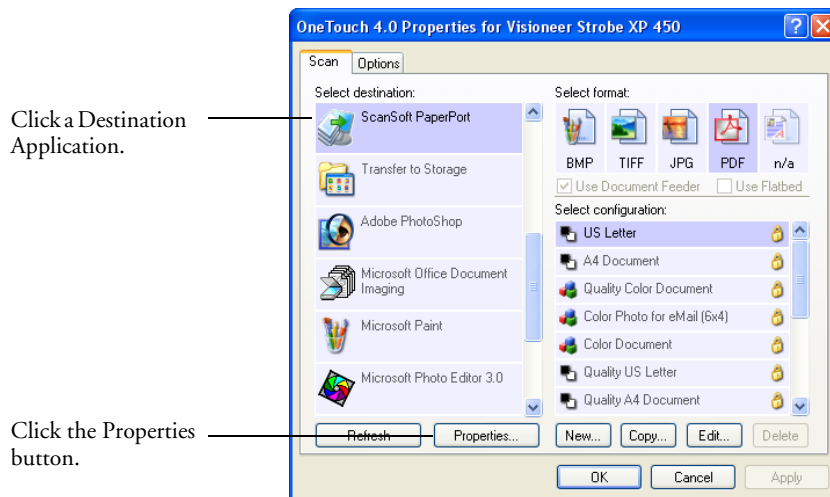 OneTouch 4.0 Properties for Visioneer Strobe XP 450
Scan
Options
Select destination:
ScanSoft PaperPort
Transfer to Storage
Adobe PhotoShop
Microsoft Office Document
Imaging
Microsoft Paint
Microsoft Photo Editor 3.0
Refresh
Properties...
Select format:
BMP
TIFF
JPG
PDF
n/a
Use Document Feeder
Use Flatbed
Select configuration:
US Letter
A4 Document
Quality Color Document
Color Photo for eMail (6x4)
Color Document
Quality US Letter
Quality A4 Document
New...
Copy...
Edit...
Delete
OK
Cancel
Apply
Click a Destination
Application.
Click the Properties
button.